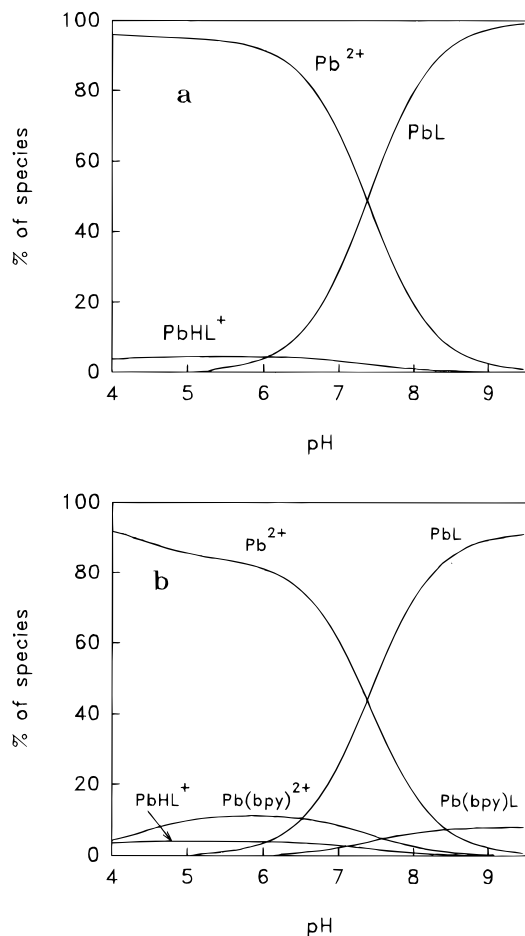 100
80
60
40
20
0
% of species
a
Pb2+
PbL
PbHL+
4 5 6 7 8 9
pH
100
80
60
40
20
0
% of species
b
Pb2+
PbL
PbHL+
Pb(bpy)2+
Pb(bpy)L
4 5 6 7 8 9
pH